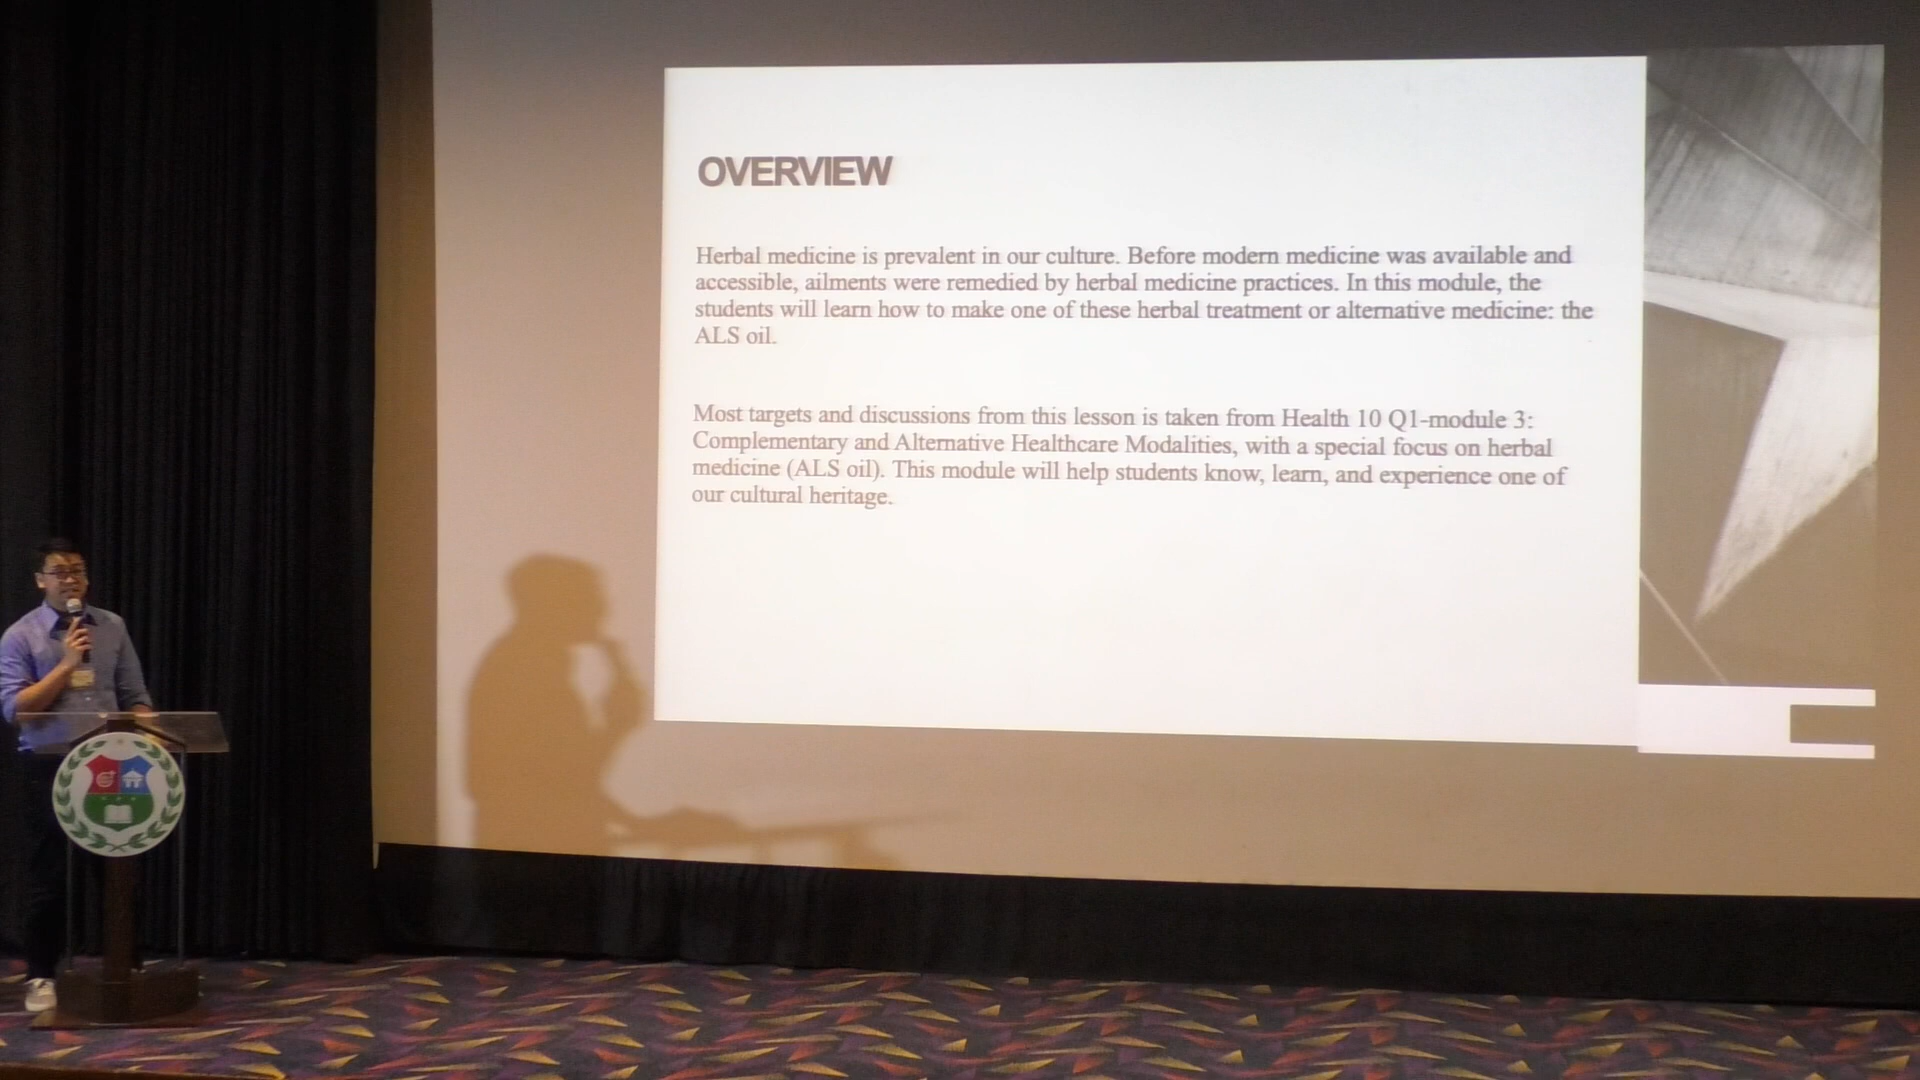 OVERVIEW
Herbal medicine is prevalent in our culture. Before modern medicine was available and
accessible, ailments were remedied by herbal medicine practices. In this module, the
students will learn how to make one of these herbal treatment or alternative medicine: the
ALS oil.
Most targets and discussions from this lesson is taken from Health 10 Q1-module 3:
Complementary and Alternative Healthcare Modalities, with a special focus on herbal
medicine (ALS oil). This module will help students know, learn, and experience one of
our cultural heritage.